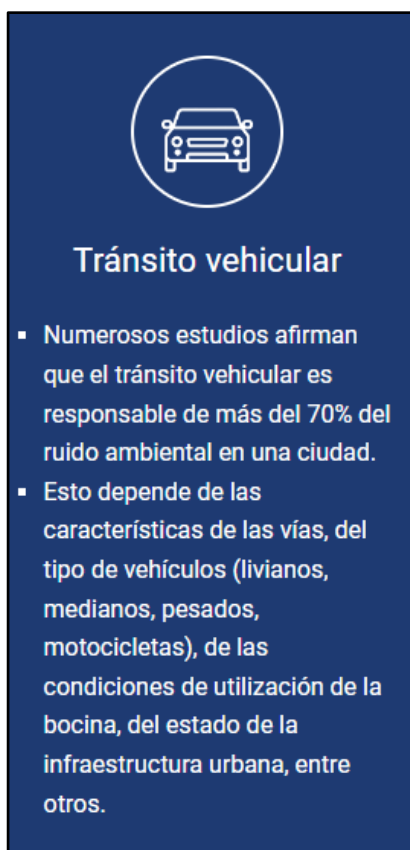 Tránsito vehicular
▪ Numerosos estudios afirman
que el tránsito vehicular es
responsable de más del 70% del
ruido ambiental en una ciudad.
▪ Esto depende de las
características de las vías, del
tipo de vehículos (livianos,
medianos, pesados,
motocicletas), de las
condiciones de utilización de la
bocina, del estado de la
infraestructura urbana, entre
otros.